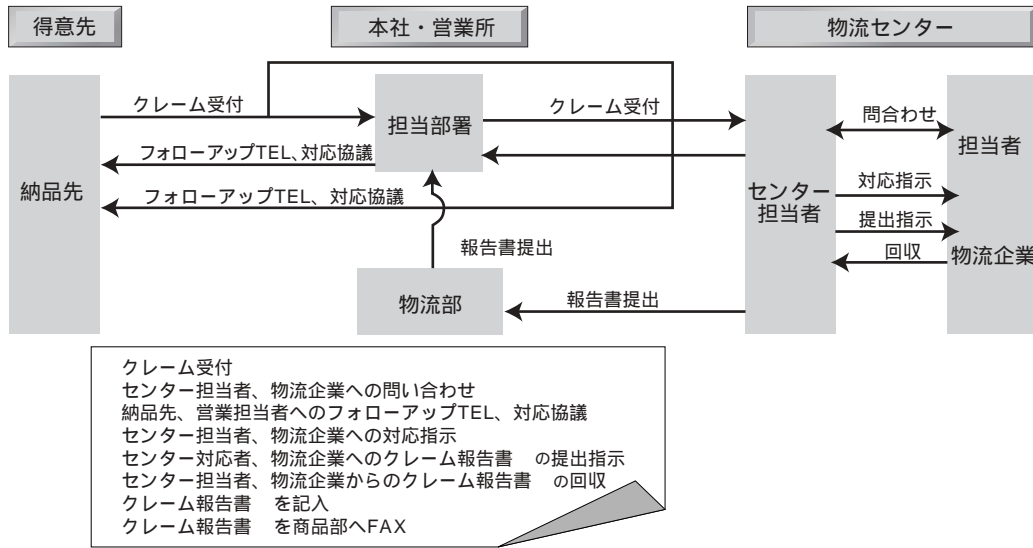 得意先
本社・営業所
物流センター
クレーム受付
クレーム受付
担当部署
問合わせ
担当者
フォローアップTEL、対応協議
納品先
フォローアップTEL、対応協議
センター
担当者
対応指示
提出指示
回収
物流企業
報告書提出
物流部
報告書提出
クレーム受付
センター担当者、物流企業への問い合わせ
納品先、営業担当者へのフォローアップTEL、対応協議
センター担当者、物流企業への対応指示
センター対応者、物流企業へのクレーム報告書 の提出指示
センター担当者、物流企業からのクレーム報告書 の回収
クレーム報告書 を記入
クレーム報告書 を商品部へFAX